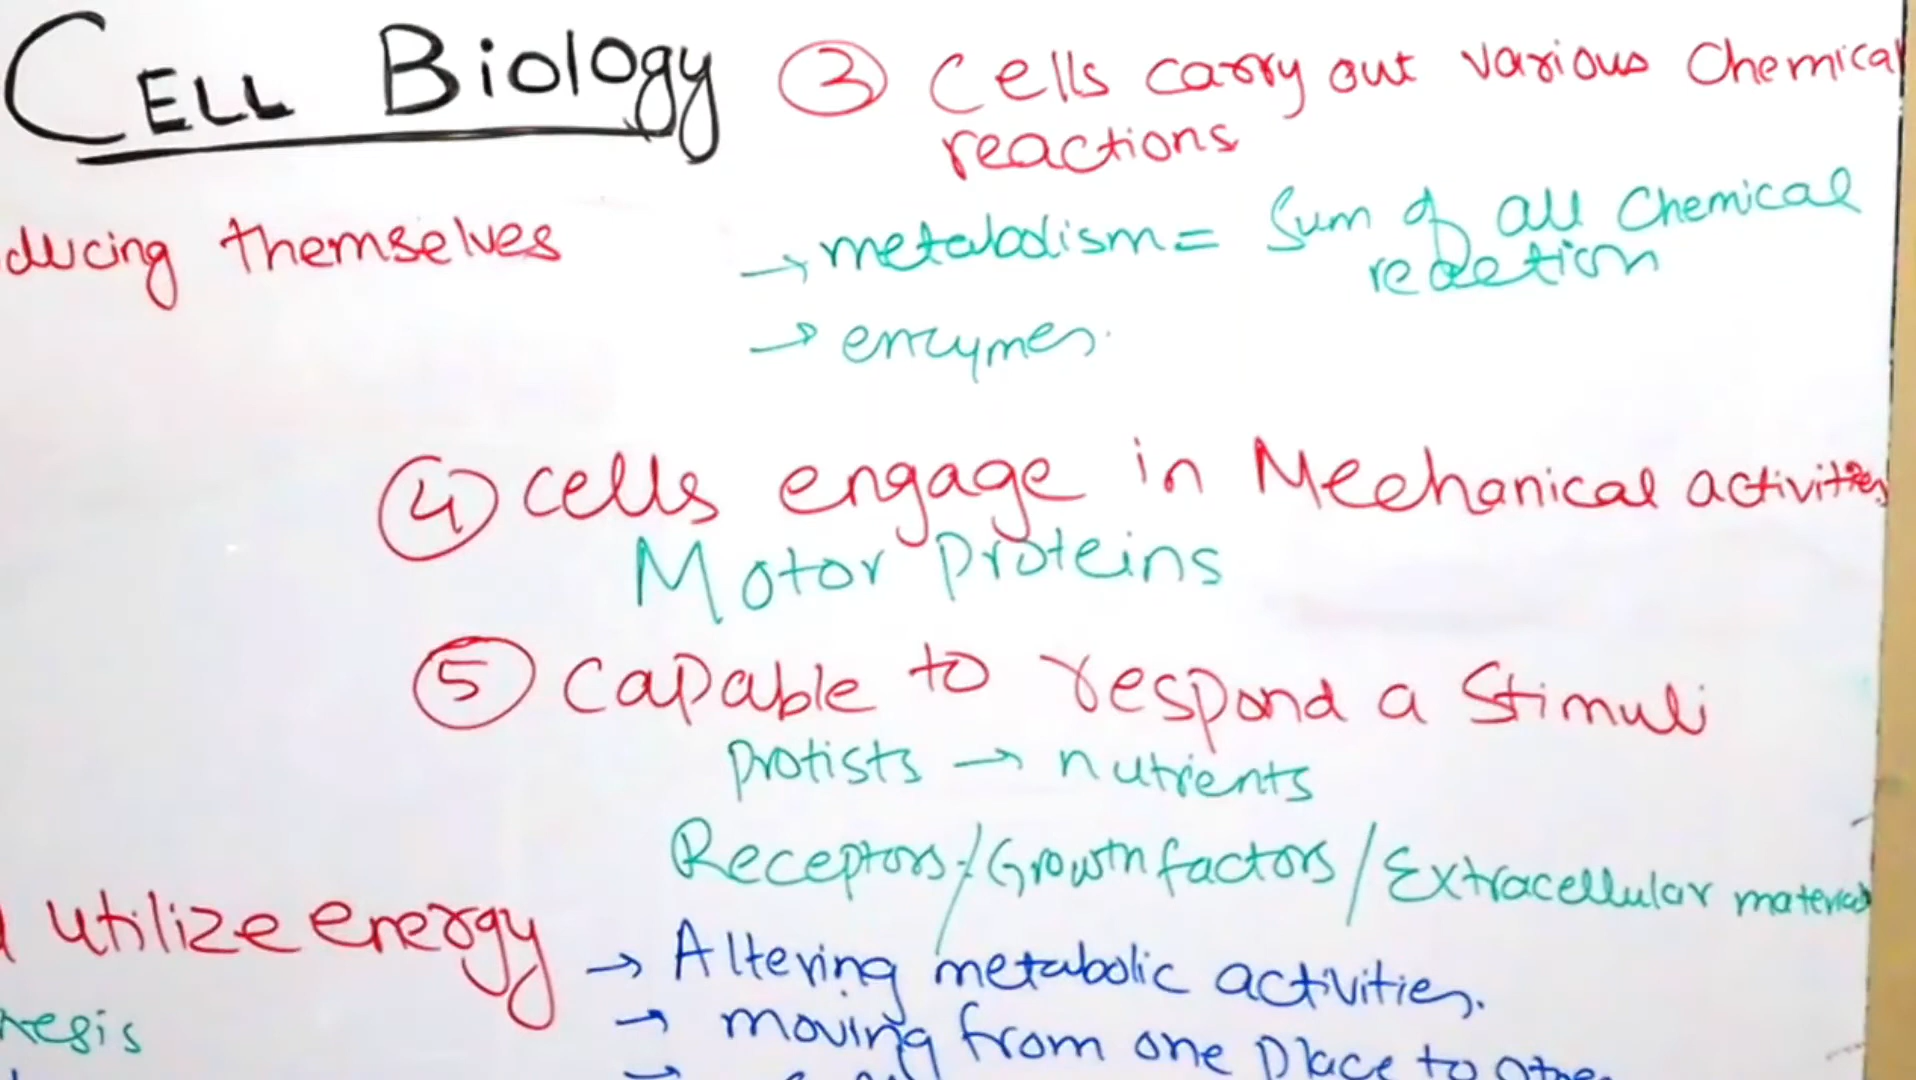 CELL Biology
ducing themselves
③ Cells carry out various Chemical
reactions
→ metabolism = Sum of all Chemical
reaction
→ enzymes.
④ cells engage in Mechanical activities
Motor Proteins
⑤ capable to respond a Stimuli
protists → nutrients
Receptors / Growth factors / Extracellular material
utilize energy
nesis
→ Altering metabolic activities.
→ moving from one place to other